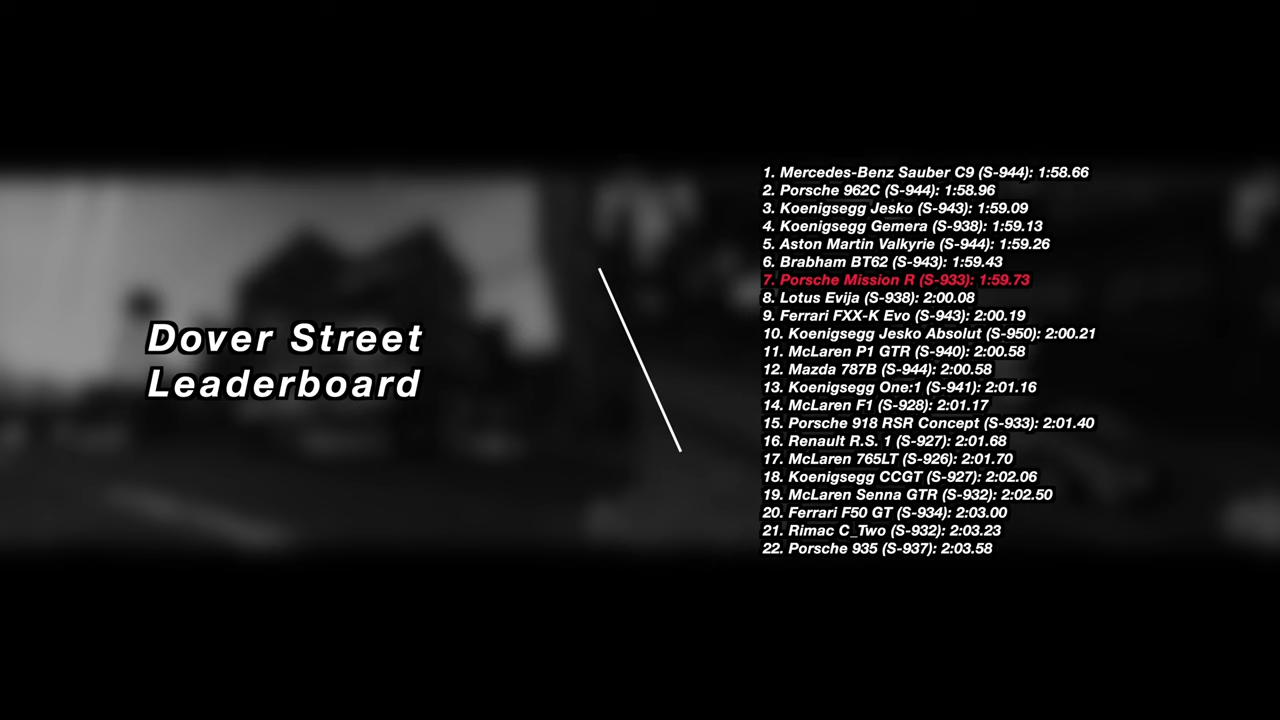 Dover Street
Leaderboard
1. Mercedes-Benz Sauber C9 (S-944): 1:58.66
2. Porsche 962C (S-944): 1:58.96
3. Koenigsegg Jesko (S-943): 1:59.09
4. Koenigsegg Gemera (S-938): 1:59.13
5. Aston Martin Valkyrie (S-944): 1:59.26
6. Brabham BT62 (S-943): 1:59.43
7. Porsche Mission R (S-933): 1:59.73
8. Lotus Evija (S-938): 2:00.08
9. Ferrari FXX-K Evo (S-943): 2:00.19
10. Koenigsegg Jesko Absolut (S-950): 2:00.21
11. McLaren P1 GTR (S-940): 2:00.58
12. Mazda 787B (S-944): 2:00.58
13. Koenigsegg One:1 (S-941): 2:01.16
14. McLaren F1 (S-928): 2:01.17
15. Porsche 918 RSR Concept (S-933): 2:01.40
16. Renault R.S. 1 (S-927): 2:01.68
17. McLaren 765LT (S-926): 2:01.70
18. Koenigsegg CCGT (S-927): 2:02.06
19. McLaren Senna GTR (S-932): 2:02.50
20. Ferrari F50 GT (S-934): 2:03.00
21. Rimac C_Two (S-932): 2:03.23
22. Porsche 935 (S-937): 2:03.58